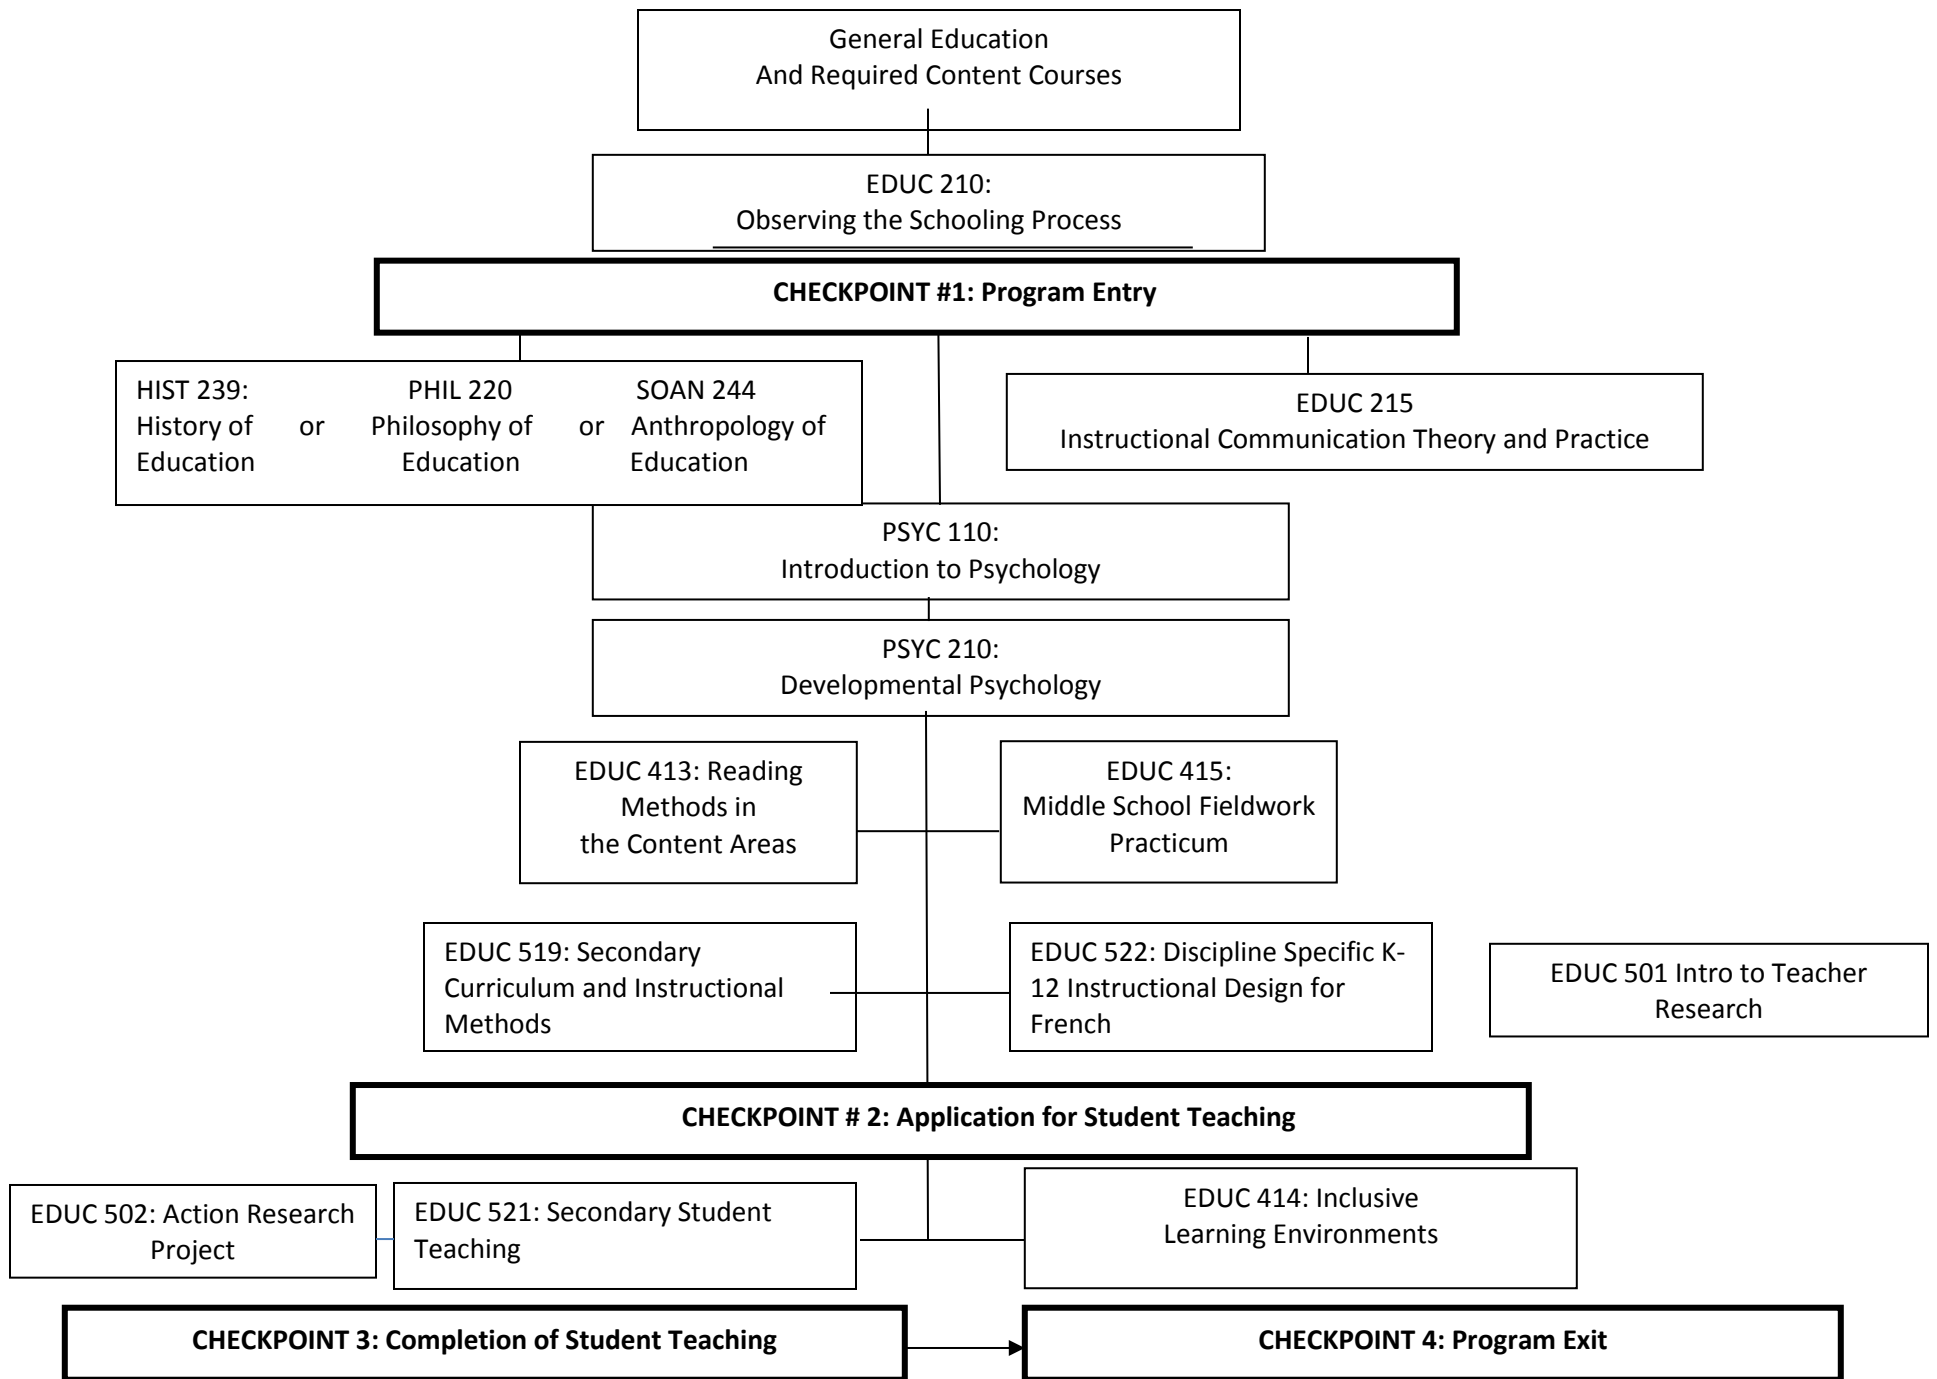 General Education
And Required Content Courses
EDUC 210:
Observing the Schooling Process
CHECKPOINT #1: Program Entry
HIST 239:
History of
Education
or
PHIL 220
Philosophy of
Education
or
SOAN 244
Anthropology of
Education
EDUC 215
Instructional Communication Theory and Practice
PSYC 110:
Introduction to Psychology
PSYC 210:
Developmental Psychology
EDUC 413: Reading
Methods in
the Content Areas
EDUC 415:
Middle School Fieldwork
Practicum
EDUC 519: Secondary
Curriculum and Instructional
Methods
EDUC 522: Discipline Specific K-
12 Instructional Design for
French
EDUC 501 Intro to Teacher
Research
CHECKPOINT # 2: Application for Student Teaching
EDUC 502: Action Research
Project
EDUC 521: Secondary Student
Teaching
EDUC 414: Inclusive
Learning Environments
CHECKPOINT 3: Completion of Student Teaching
CHECKPOINT 4: Program Exit